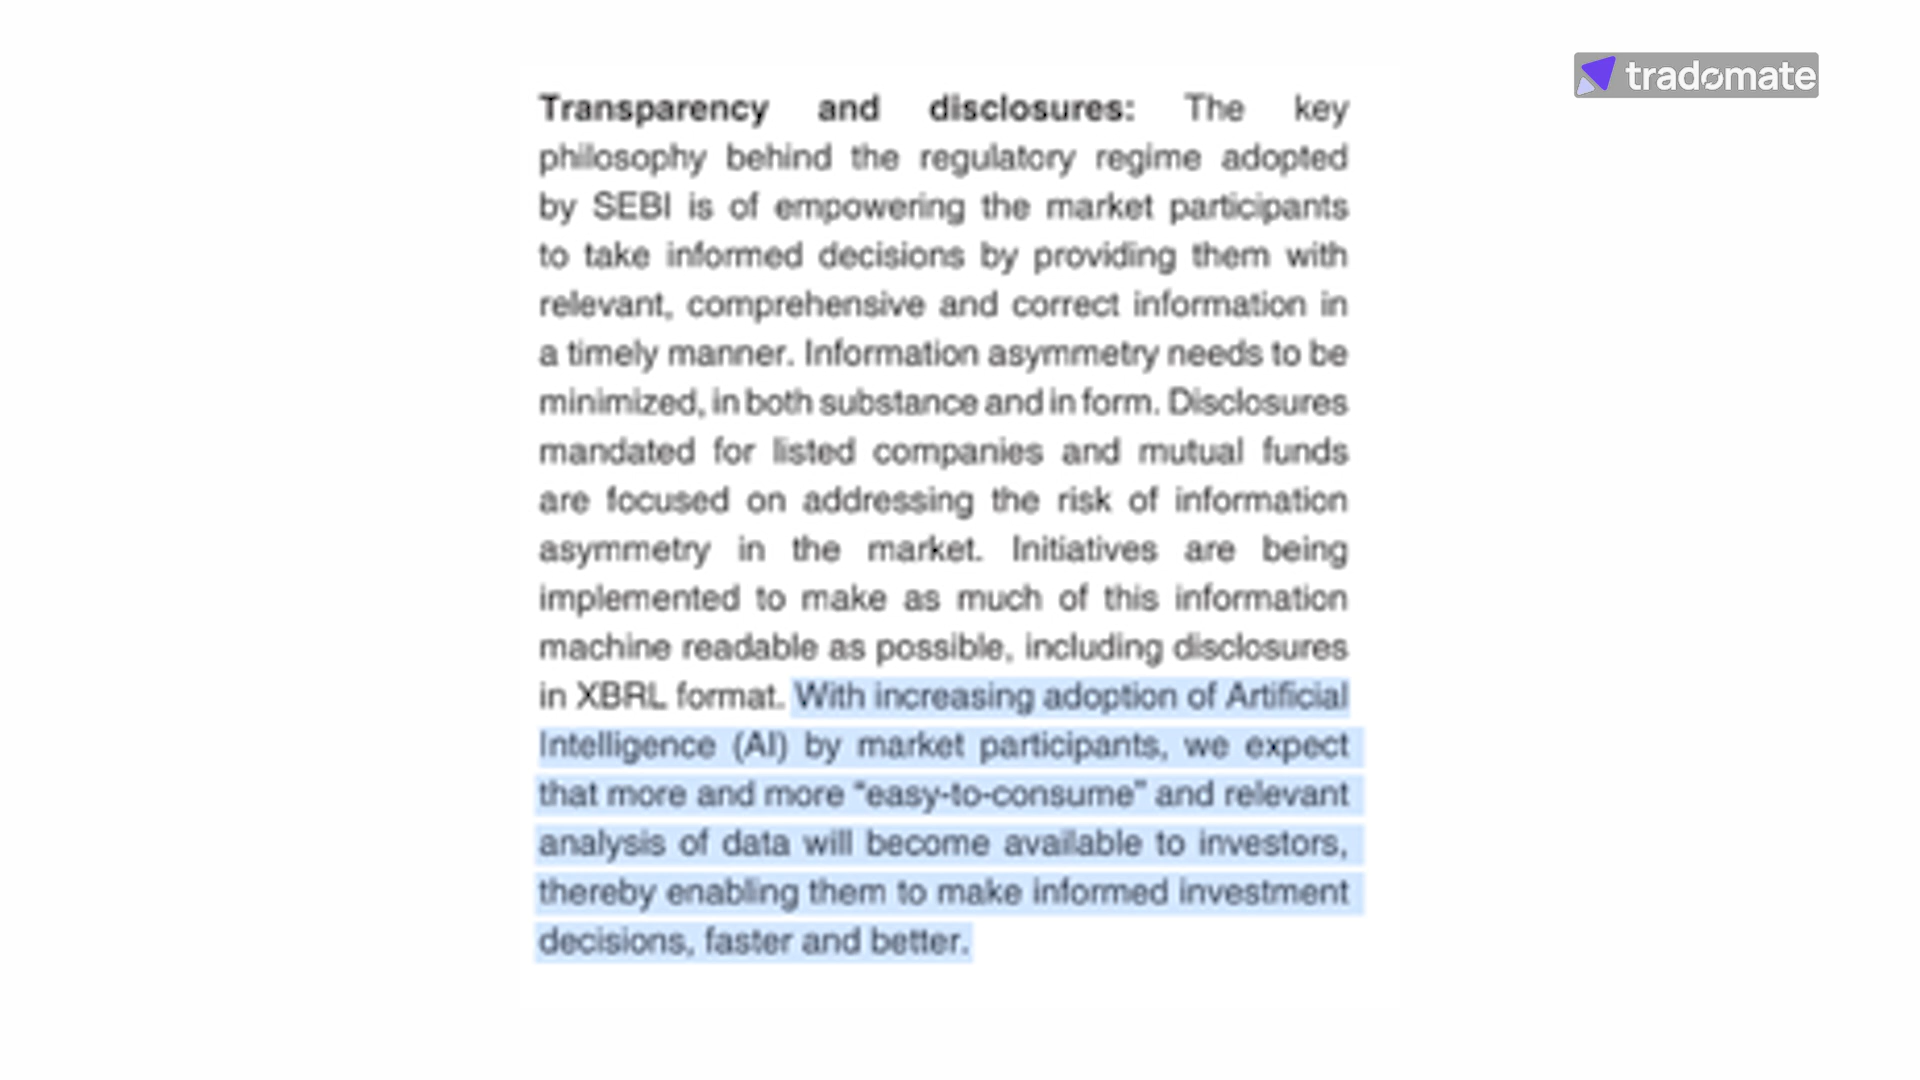 tradomate
Transparency and disclosures: The key
philosophy behind the regulatory regime adopted
by SEBI is of empowering the market participants
to take informed decisions by providing them with
relevant, comprehensive and correct information in
a timely manner. Information asymmetry needs to be
minimized, in both substance and in form. Disclosures
mandated for listed companies and mutual funds
are focused on addressing the risk of information
asymmetry in the market. Initiatives are being
implemented to make as much of this information
machine readable as possible, including disclosures
in XBRL format. With increasing adoption of Artificial
Intelligence (AI) by market participants, we expect
that more and more "easy-to-consume" and relevant
analysis of data will become available to investors,
thereby enabling them to make informed investment
decisions, faster and better.